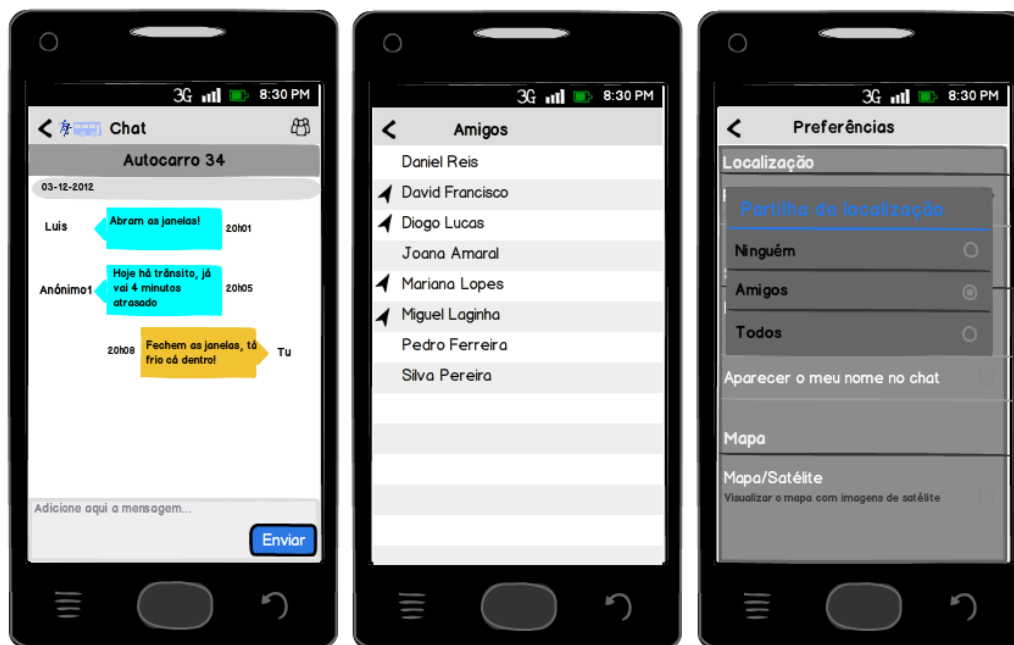 3G 8:30 PM
Chat
Autocarro 34
03-12-2012
Luis
Abram as janelas!
20h01
Anónimo1
Hoje há trânsito, já
vai 4 minutos
atrasado
20h05
20h08
Fechem as janelas, tá
frio cá dentro!
Tu
Adicione aqui a mensagem...
Enviar
3G 8:30 PM
Amigos
Daniel Reis
David Francisco
Diogo Lucas
Joana Amaral
Mariana Lopes
Miguel Laginha
Pedro Ferreira
Silva Pereira
3G 8:30 PM
Preferências
Localização
Partilha de localização
Ninguém
Amigos
Todos
Aparecer o meu nome no chat
Mapa
Mapa/Satélite
Visualizar o mapa com imagens de satélite